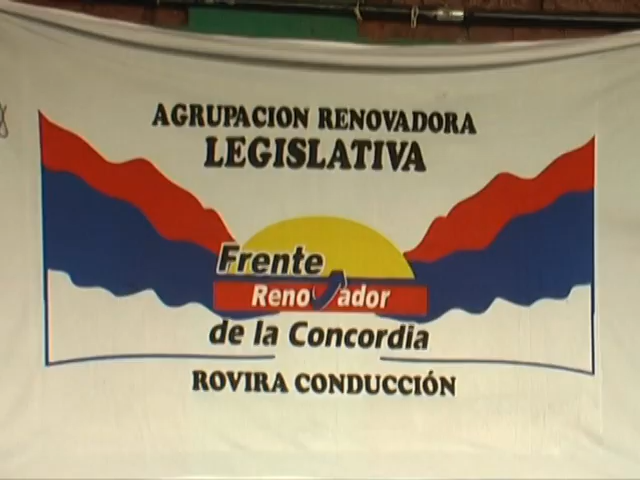 AGRUPACION RENOVADORA
LEGISLATIVA
Frente
Renovador
de la Concordia
ROVIRA CONDUCCIÓN